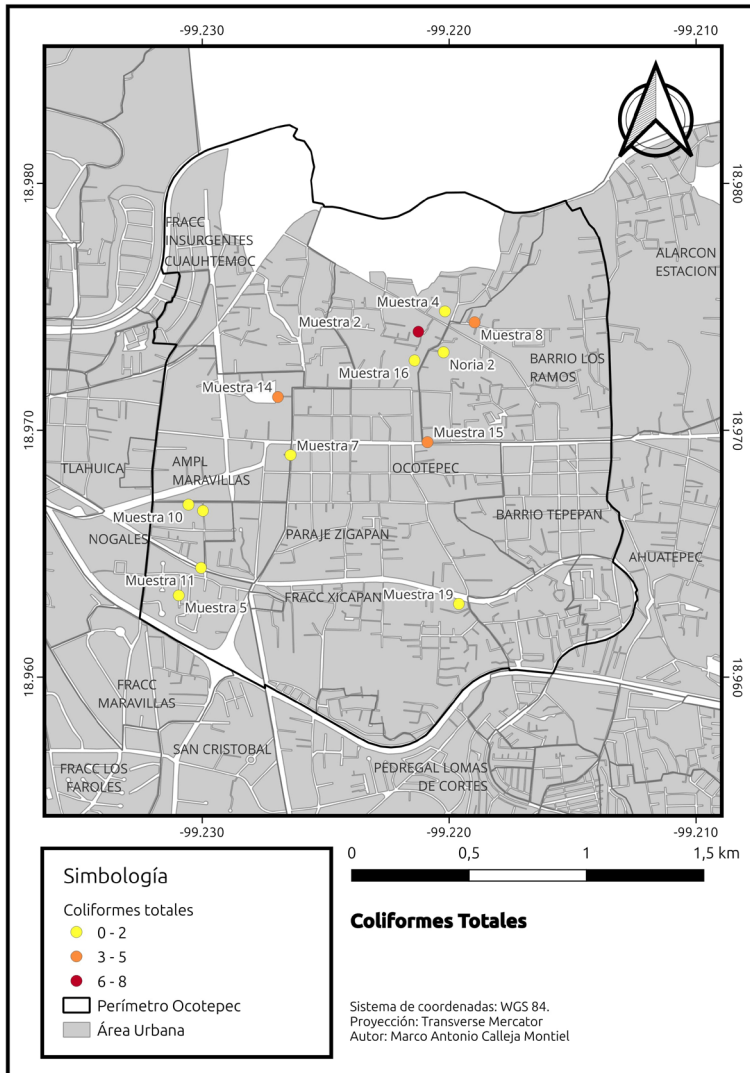 -99.230
-99.220
-99.210
18.980
18.980
FRACC
INSURGENTES
CUAUHTEMOC
ALARCON
ESTACION
Muestra 4
Muestra 2
Muestra 8
Muestra 16
Noria 2
BARRIO LOS
RAMOS
Muestra 14
18.970
18.970
Muestra 15
Muestra 7
TLAHUICA
AMPL
MARAVILLAS
OCOTEPEC
Muestra 10
NOGALES
BARRIO TEPEPAN
PARAJE ZIGAPAN
AHUATEPEC
Muestra 11
Muestra 5
FRACC XICAPAN
Muestra 19
18.960
18.960
FRACC
MARAVILLAS
SAN CRISTOBAL
FRACC LOS
FAROLES
PEDREGAL LOMAS
DE CORTES
-99.230
-99.220
-99.210
Simbología
Coliformes totales
0 - 2
3 - 5
6 - 8
Perímetro Ocotepec
Área Urbana
0
0,5
1
1,5 km
Coliformes Totales
Sistema de coordenadas: WGS 84.
Proyección: Transverse Mercator
Autor: Marco Antonio Calleja Montiel